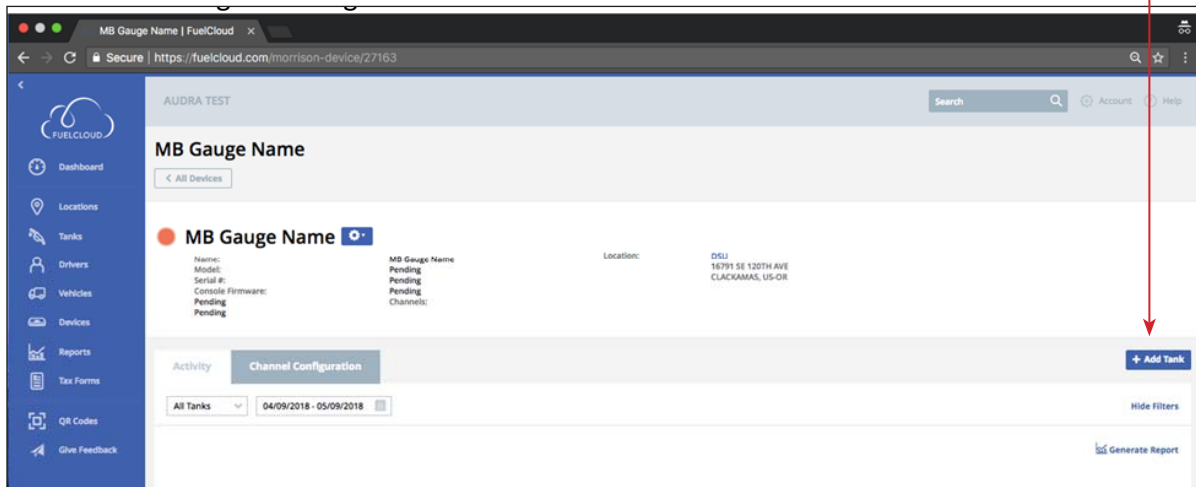 MB Gauge Name | FuelCloud ×
Secure | https://fuelcloud.com/morrison-device/27163
FUELCLOUD
Dashboard
Locations
Tanks
Drivers
Vehicles
Devices
Reports
Tax Forms
QR Codes
Give Feedback
AUDRA TEST
Search
Account
? Help
MB Gauge Name
< All Devices
MB Gauge Name
Name: MB Gauge Name
Model: Pending
Serial #: Pending
Console Firmware: Pending
Pending Channels:
Pending
Location: DSU
16791 SE 120TH AVE
CLACKAMAS, US-OR
Activity
Channel Configuration
+ Add Tank
All Tanks
04/09/2018 - 05/09/2018
Hide Filters
Generate Report